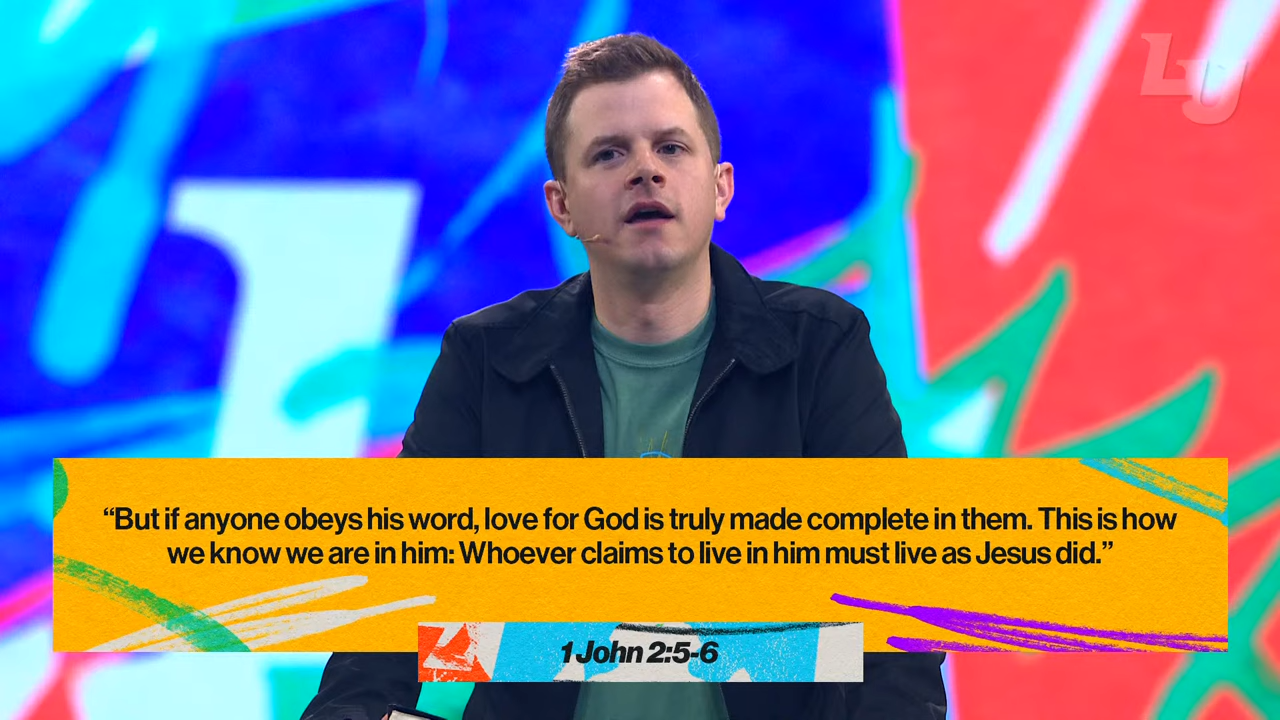 LU
“But if anyone obeys his word, love for God is truly made complete in them. This is how
we know we are in him: Whoever claims to live in him must live as Jesus did.”
1 John 2:5-6